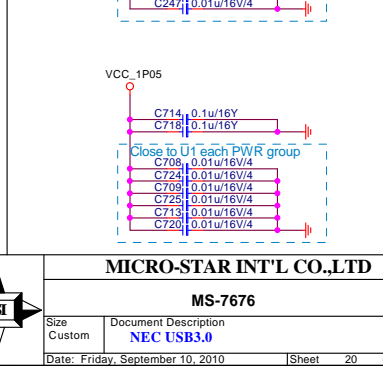 C247 0.01u/16V/4
VCC_1P05
C714 0.1u/16Y
C718 0.1u/16Y
Close to U1 each PWR group
C708 0.01u/16V/4
C724 0.01u/16V/4
C709 0.01u/16V/4
C725 0.01u/16V/4
C713 0.01u/16V/4
C720 0.01u/16V/4
MICRO-STAR INT'L CO.,LTD
MS-7676
Size
Custom
Document Description
NEC USB3.0
Date: Friday, September 10, 2010
Sheet 20